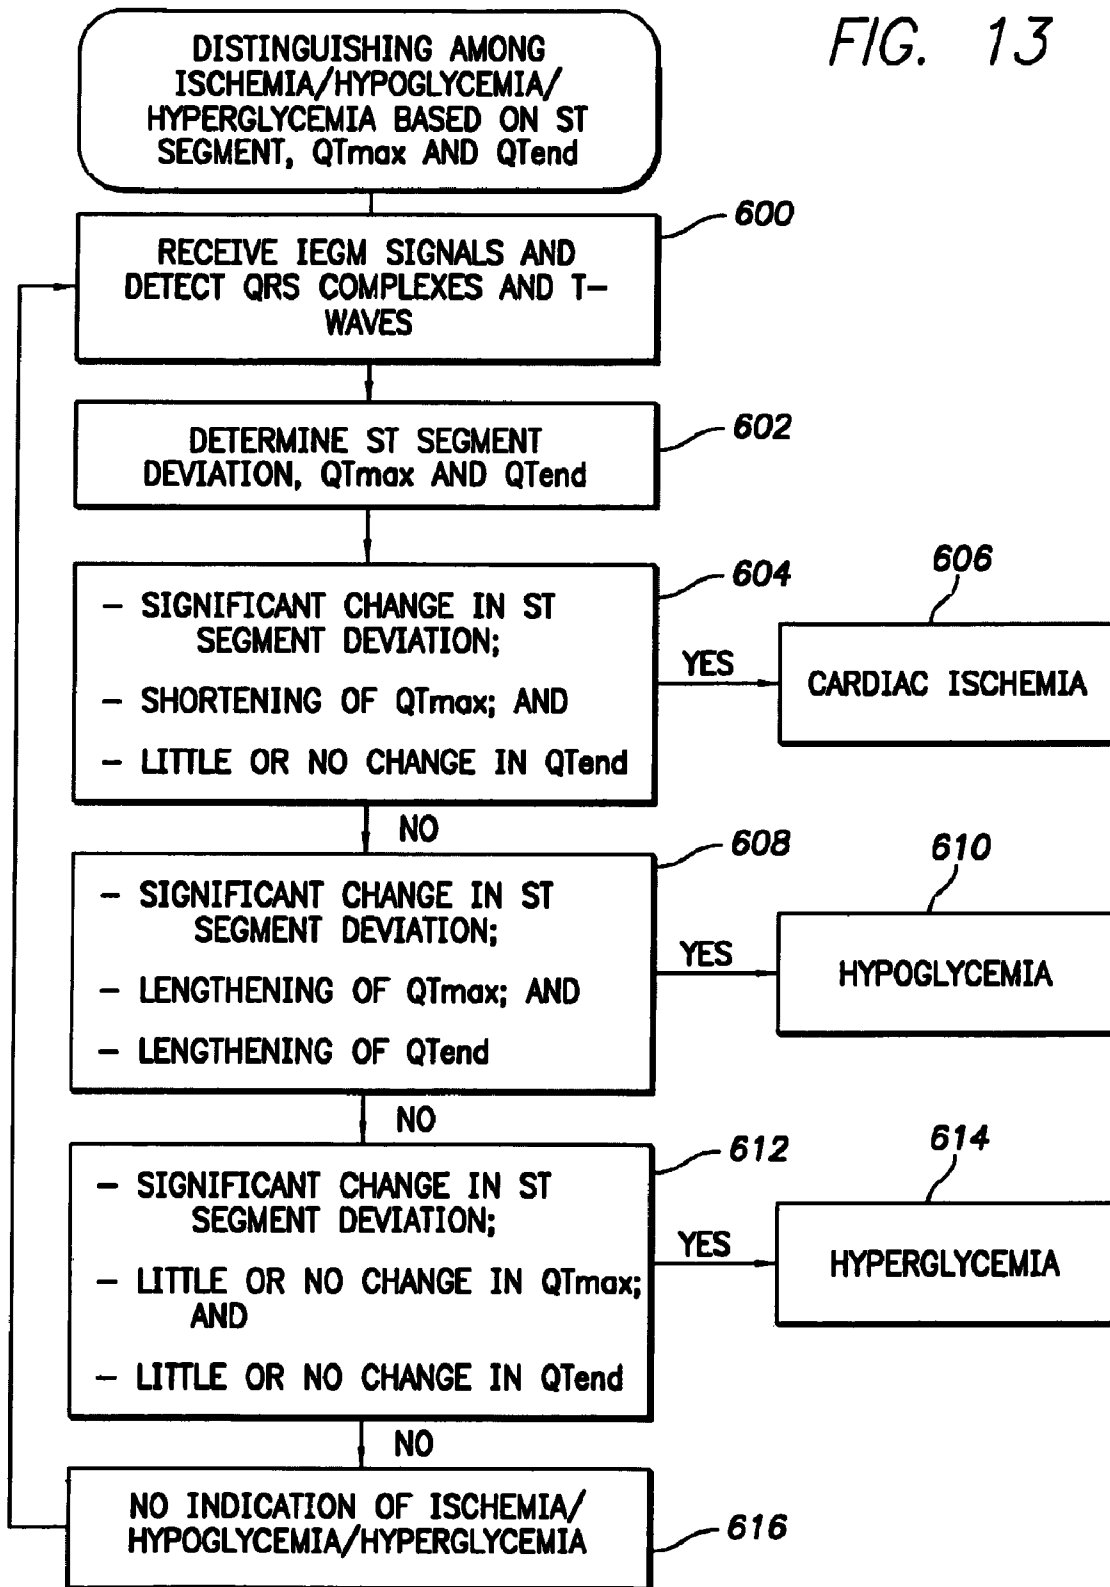 FIG. 13
DISTINGUISHING AMONG
ISCHEMIA/HYPOGLYCEMIA/
HYPERGLYCEMIA BASED ON ST
SEGMENT, QTmax AND QTend
600
RECEIVE IEGM SIGNALS AND
DETECT QRS COMPLEXES AND T-
WAVES
602
DETERMINE ST SEGMENT
DEVIATION, QTmax AND QTend
604
- SIGNIFICANT CHANGE IN ST
SEGMENT DEVIATION;
- SHORTENING OF QTmax; AND
- LITTLE OR NO CHANGE IN QTend
YES
606
CARDIAC ISCHEMIA
NO
608
- SIGNIFICANT CHANGE IN ST
SEGMENT DEVIATION;
- LENGTHENING OF QTmax; AND
- LENGTHENING OF QTend
YES
610
HYPOGLYCEMIA
NO
612
- SIGNIFICANT CHANGE IN ST
SEGMENT DEVIATION;
- LITTLE OR NO CHANGE IN QTmax;
AND
- LITTLE OR NO CHANGE IN QTend
YES
614
HYPERGLYCEMIA
NO
NO INDICATION OF ISCHEMIA/
HYPOGLYCEMIA/HYPERGLYCEMIA
616